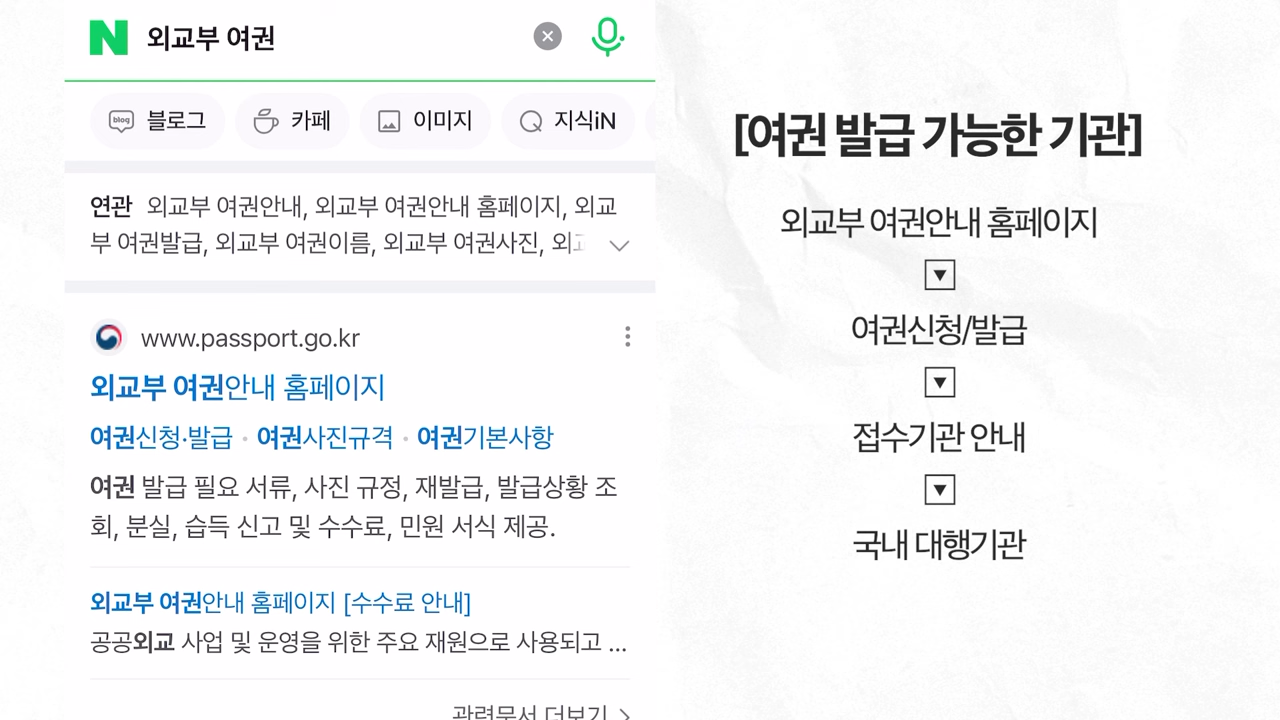 N 외교부 여권
blog 블로그 카페 이미지 지식iN
연관 외교부 여권안내, 외교부 여권안내 홈페이지, 외교
부 여권발급, 외교부 여권이름, 외교부 여권사진, 외교
www.passport.go.kr
외교부 여권안내 홈페이지
여권신청·발급 · 여권사진규격 · 여권기본사항
여권 발급 필요 서류, 사진 규정, 재발급, 발급상황 조
회, 분실, 습득 신고 및 수수료, 민원 서식 제공.
외교부 여권안내 홈페이지 [수수료 안내]
공공외교 사업 및 운영을 위한 주요 재원으로 사용되고 ...
관련문서 더보기 >
[여권 발급 가능한 기관]
외교부 여권안내 홈페이지
▼
여권신청/발급
▼
접수기관 안내
▼
국내 대행기관